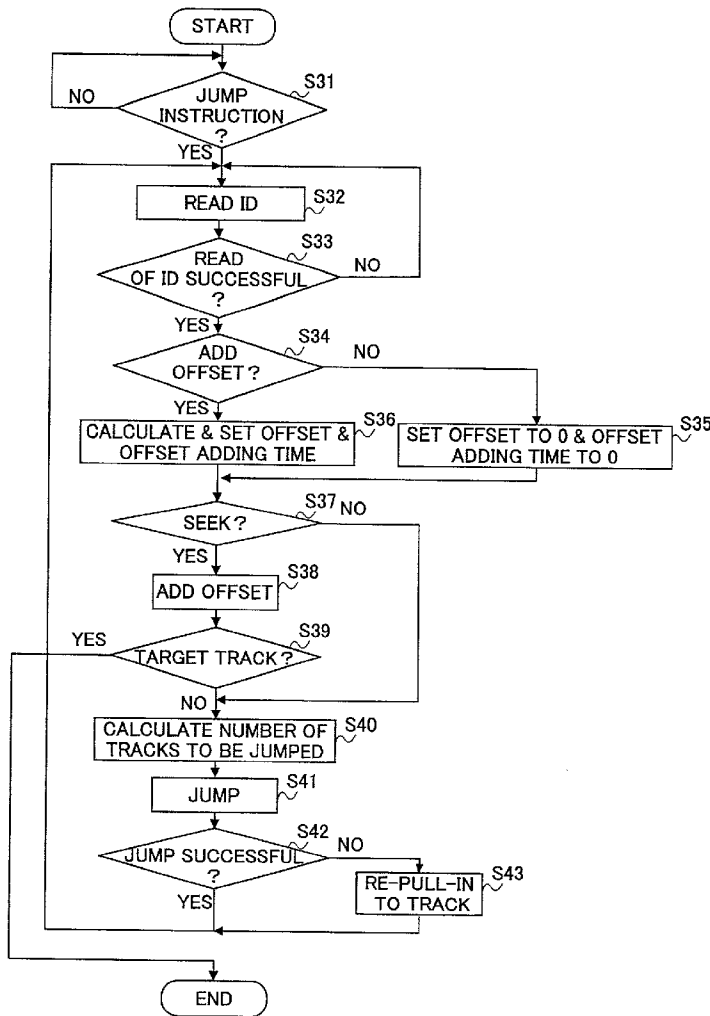 START
S31
NO
JUMP
INSTRUCTION
?
YES
READ ID
S32
S33
READ
OF ID SUCCESSFUL
?
NO
YES
S34
ADD
OFFSET?
NO
YES
S36
CALCULATE & SET OFFSET &
OFFSET ADDING TIME
S35
SET OFFSET TO 0 & OFFSET
ADDING TIME TO 0
S37
NO
SEEK?
YES
S38
ADD OFFSET
YES
S39
TARGET TRACK?
NO
S40
CALCULATE NUMBER OF
TRACKS TO BE JUMPED
S41
JUMP
S42
NO
JUMP SUCCESSFUL
?
YES
S43
RE-PULL-IN
TO TRACK
END